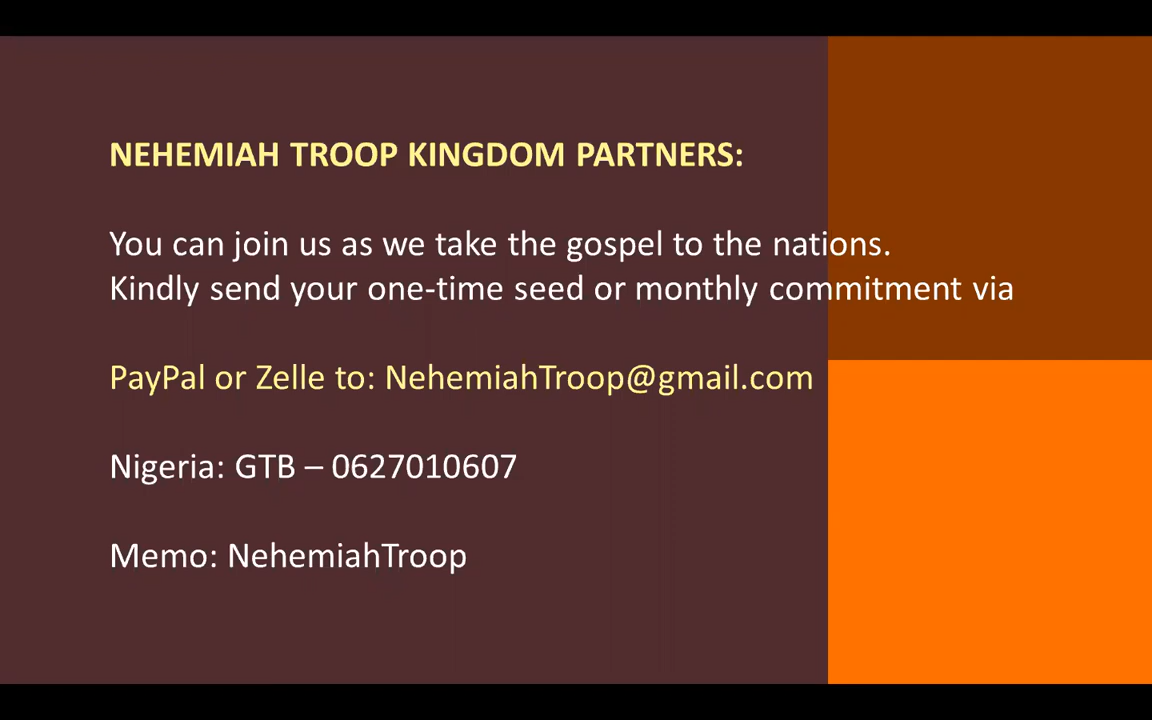 NEHEMIAH TROOP KINGDOM PARTNERS:
You can join us as we take the gospel to the nations.
Kindly send your one-time seed or monthly commitment via
PayPal or Zelle to: NehemiahTroop@gmail.com
Nigeria: GTB – 0627010607
Memo: NehemiahTroop